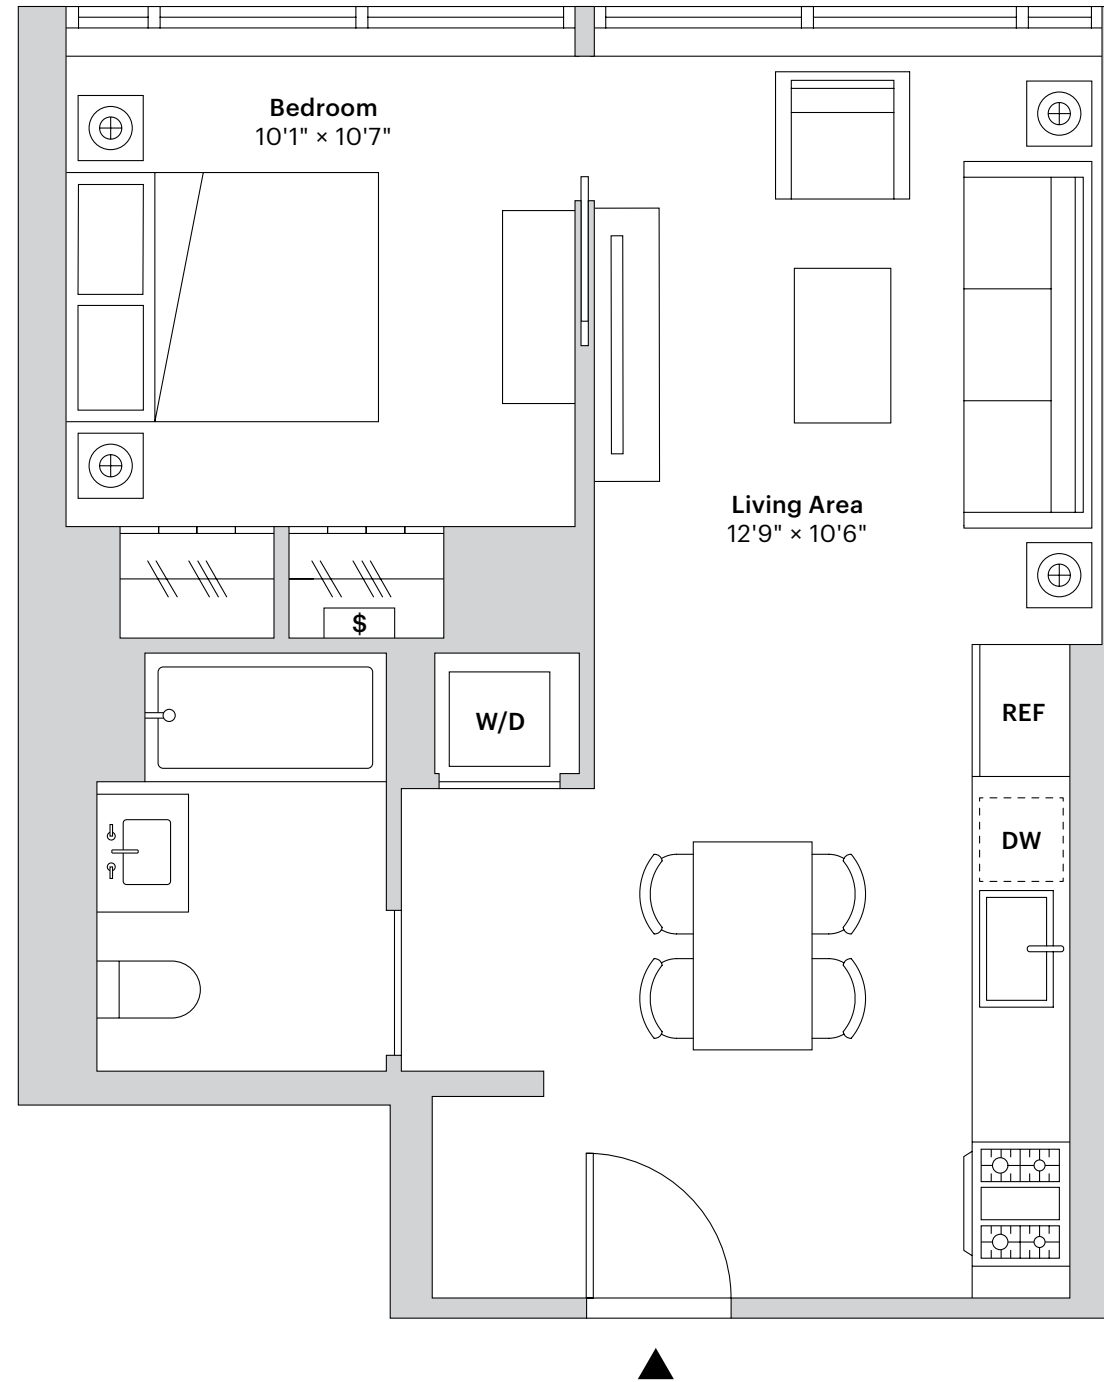 Bedroom
10'1" × 10'7"
Living Area
12'9" × 10'6"
$
W/D
REF
DW